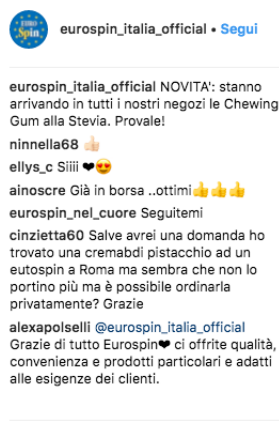 EURO
Spin
eurospin_italia_official • Segui
eurospin_italia_official NOVITA': stanno
arrivando in tutti i nostri negozi le Chewing
Gum alla Stevia. Provale!
ninnella68 👍🏻
ellys_c Siiii ❤😍
ainoscre Già in borsa ..ottimi👍👍👍
eurospin_nel_cuore Seguitemi
cinzietta60 Salve avrei una domanda ho
trovato una cremabdi pistacchio ad un
eutospin a Roma ma sembra che non lo
portino più ma è possibile ordinarla
privatamente? Grazie
alexapolselli @eurospin_italia_official
Grazie di tutto Eurospin❤ ci offrite qualità,
convenienza e prodotti particolari e adatti
alle esigenze dei clienti.